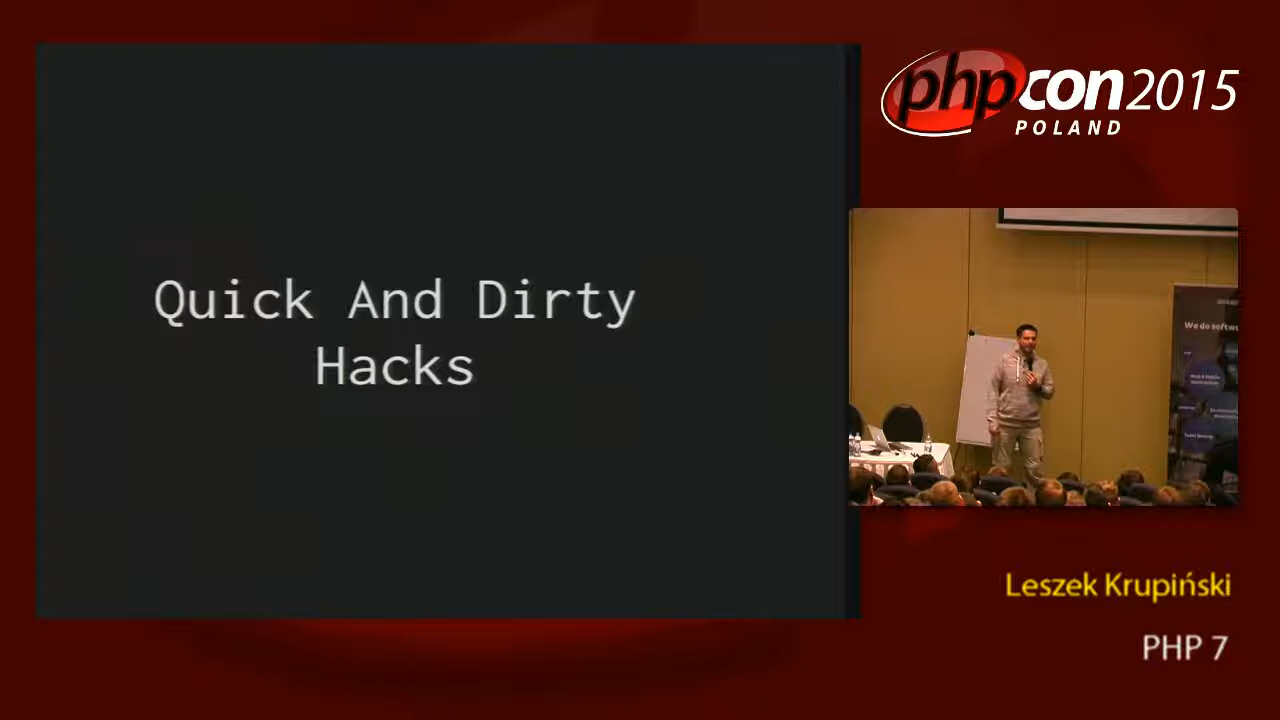 Quick And Dirty
Hacks
phpcon2015
POLAND
We do softw
Leszek Krupiński
PHP 7